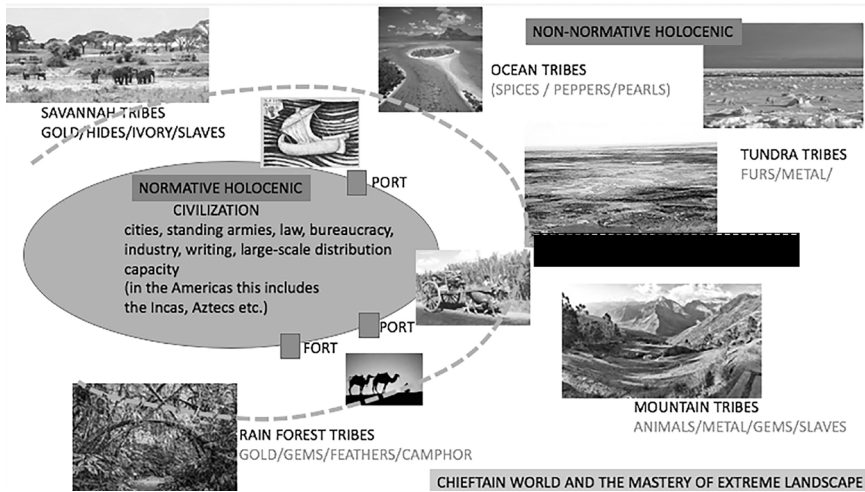 NON-NORMATIVE HOLOCENIC
OCEAN TRIBES
(SPICES / PEPPERS/PEARLS)
SAVANNAH TRIBES
GOLD/HIDES/IVORY/SLAVES
TUNDRA TRIBES
FURS/METAL/
NORMATIVE HOLOCENIC
PORT
CIVILIZATION
cities, standing armies, law, bureaucracy,
industry, writing, large-scale distribution
capacity
(in the Americas this includes
the Incas, Aztecs etc.)
PORT
FORT
MOUNTAIN TRIBES
ANIMALS/METAL/GEMS/SLAVES
RAIN FOREST TRIBES
GOLD/GEMS/FEATHERS/CAMPHOR
CHIEFTAIN WORLD AND THE MASTERY OF EXTREME LANDSCAPE